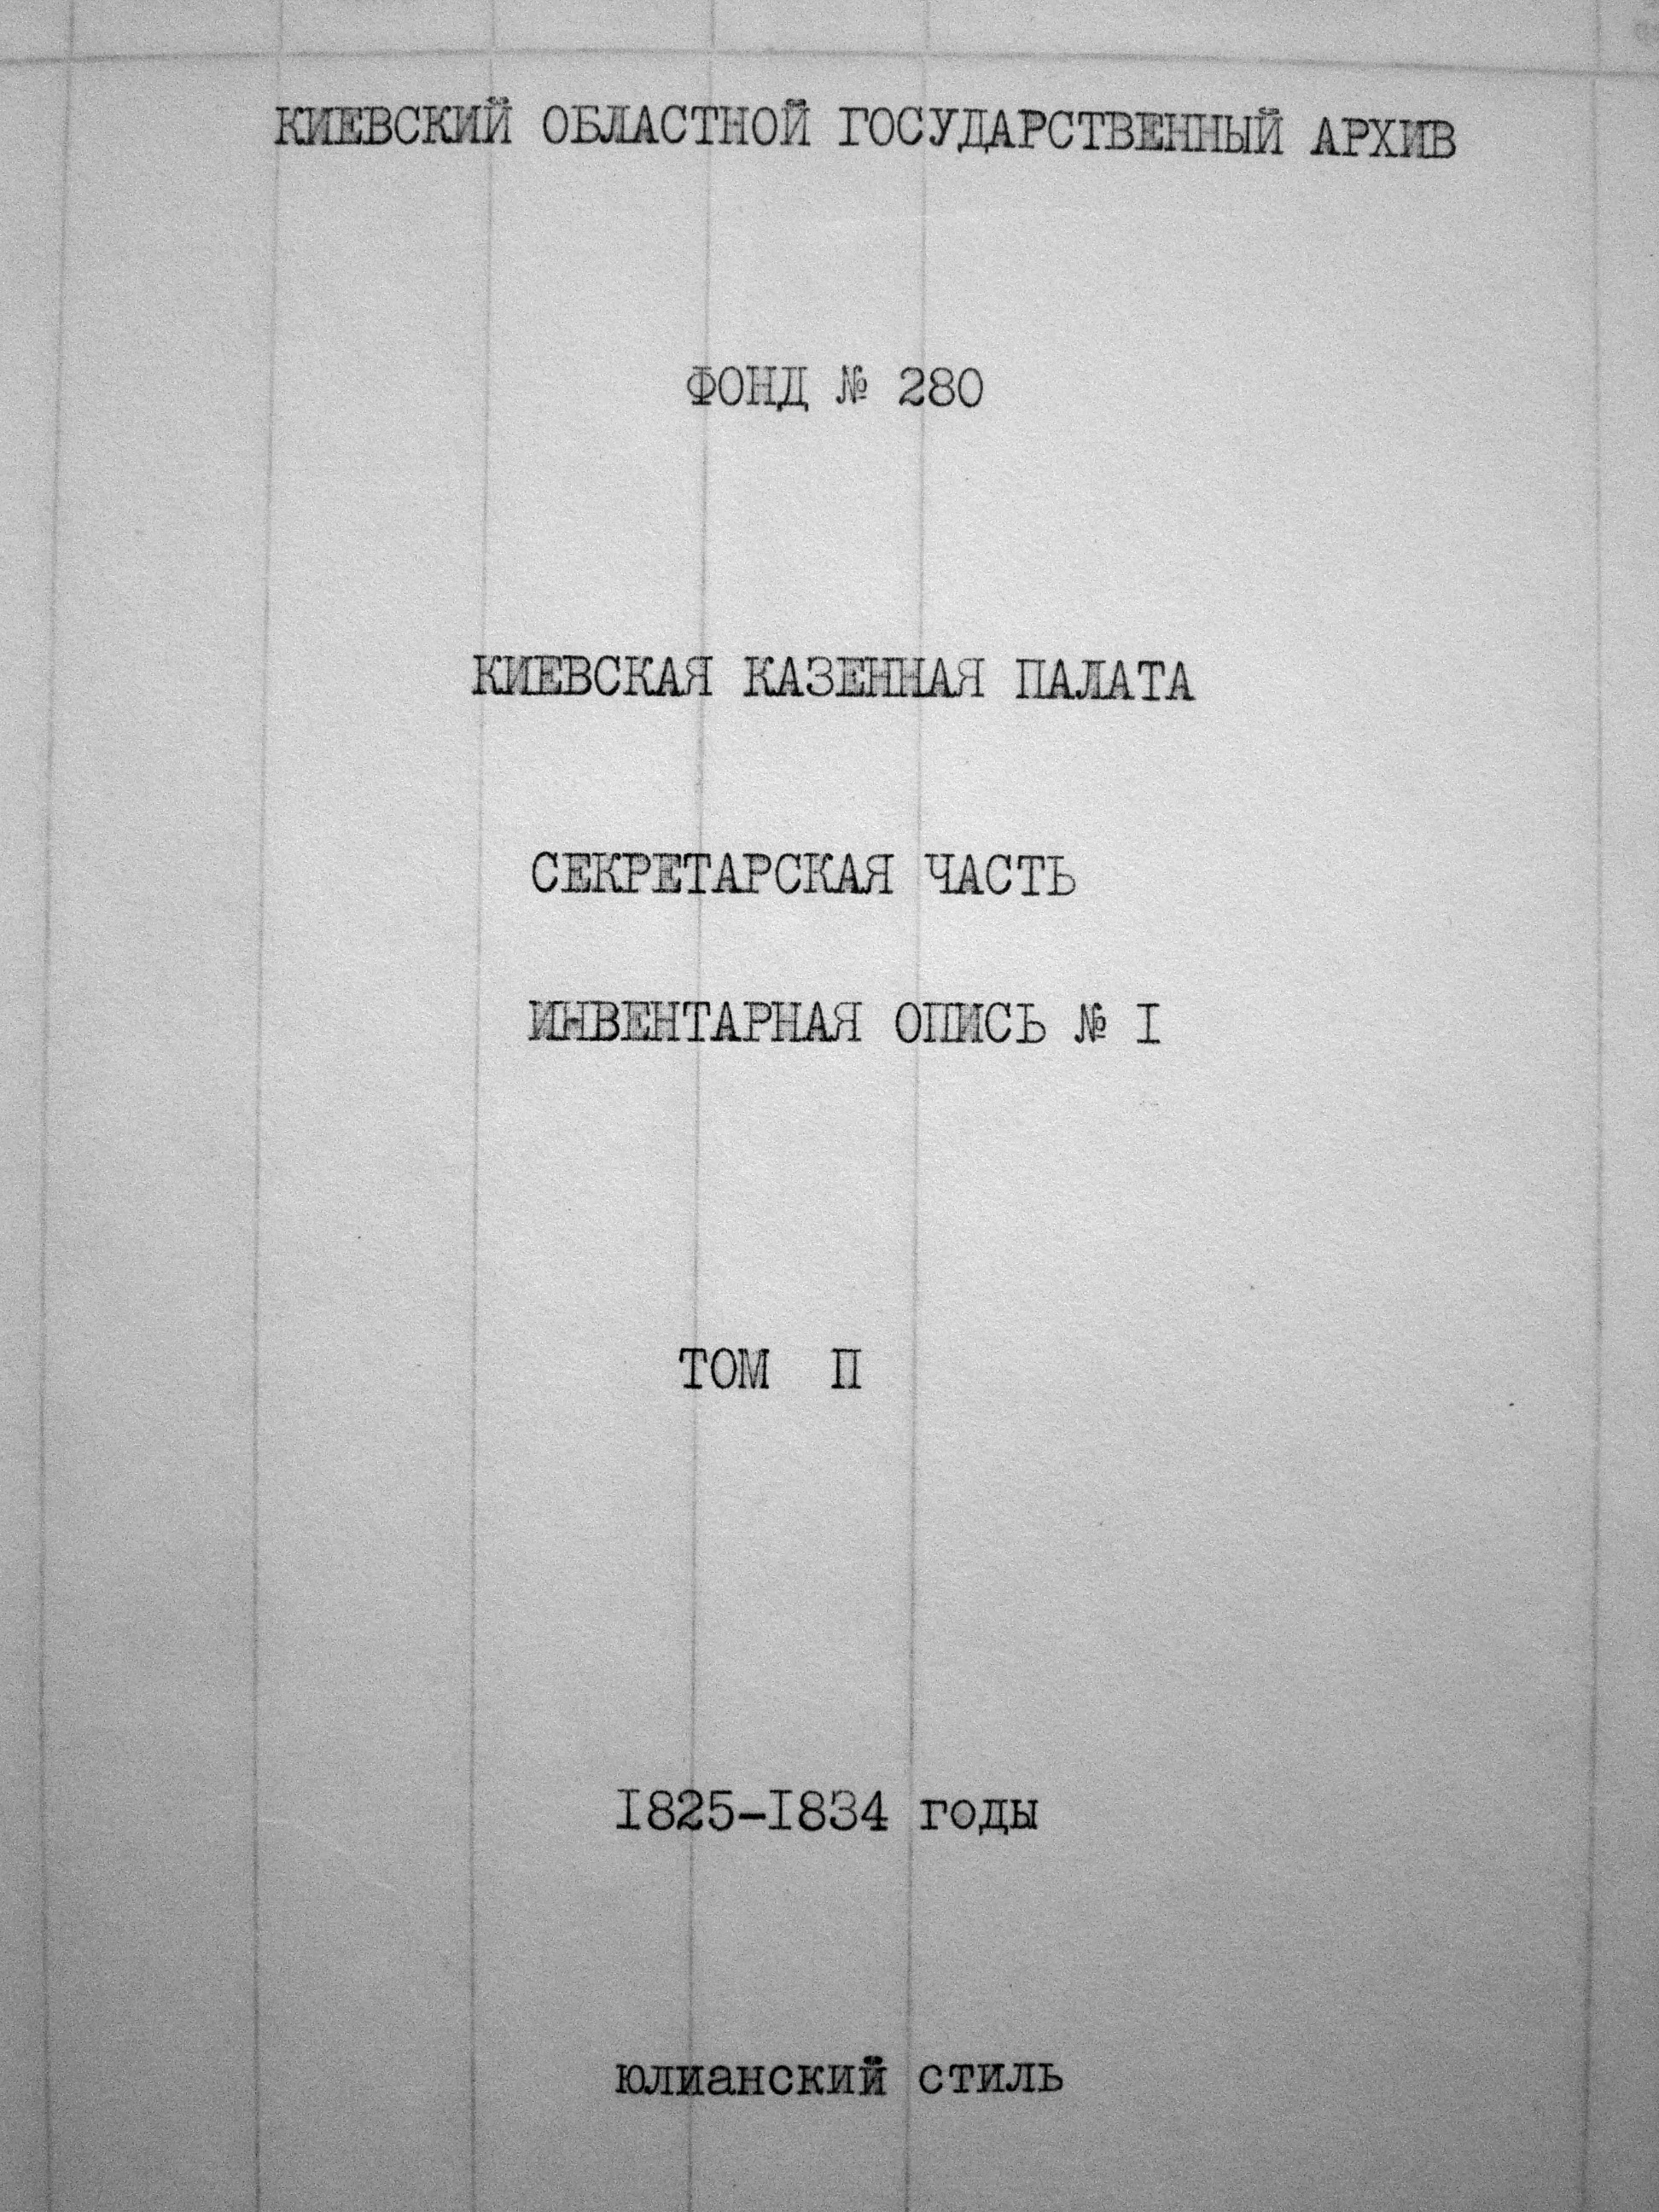 КИЕВСКИЙ ОБЛАСТНОЙ ГОСУДАРСТВЕННЫЙ АРХИВ
ФОНД № 280
КИЕВСКАЯ КАЗЕННАЯ ПАЛАТА
СЕКРЕТАРСКАЯ ЧАСТЬ
ИНВЕНТАРНАЯ ОПИСЬ № I
ТОМ П
I825-I834 годы
юлианский стиль